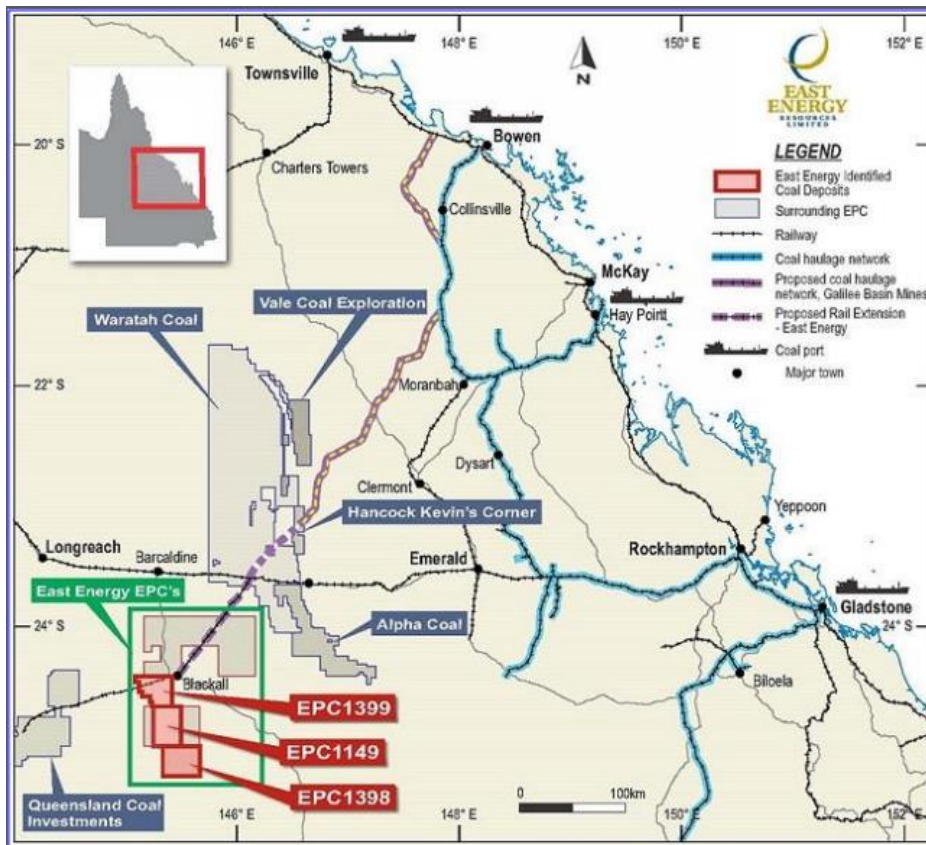 146° E
148° E
150° E
152° E
Townsville
N
EAST
ENERGY
RESOURCES
LIMITED
Bowen
20° S
Charters Towers
LEGEND
East Energy Identified
Coal Deposits
Surrounding EPC
Railway
Coal haulage network
Proposed coal haulage
network, Galilee Basin Mines
Proposed Rail Extension
- East Energy
Coal port
Major town
Collinsville
McKay
Hay Point
Vale Coal Exploration
Waratah Coal
22° S
Moranbah
Dysart
Clermont
Hancock Kevin's Corner
Yeppoon
Longreach
Barcaldine
Emerald
Rockhampton
East Energy EPC's
Gladstone
24° S
Alpha Coal
24° S
Blackall
Biloela
EPC1399
EPC1149
EPC1398
Queensland Coal
Investments
0
100km
146° E
148° E
150° E
152° E